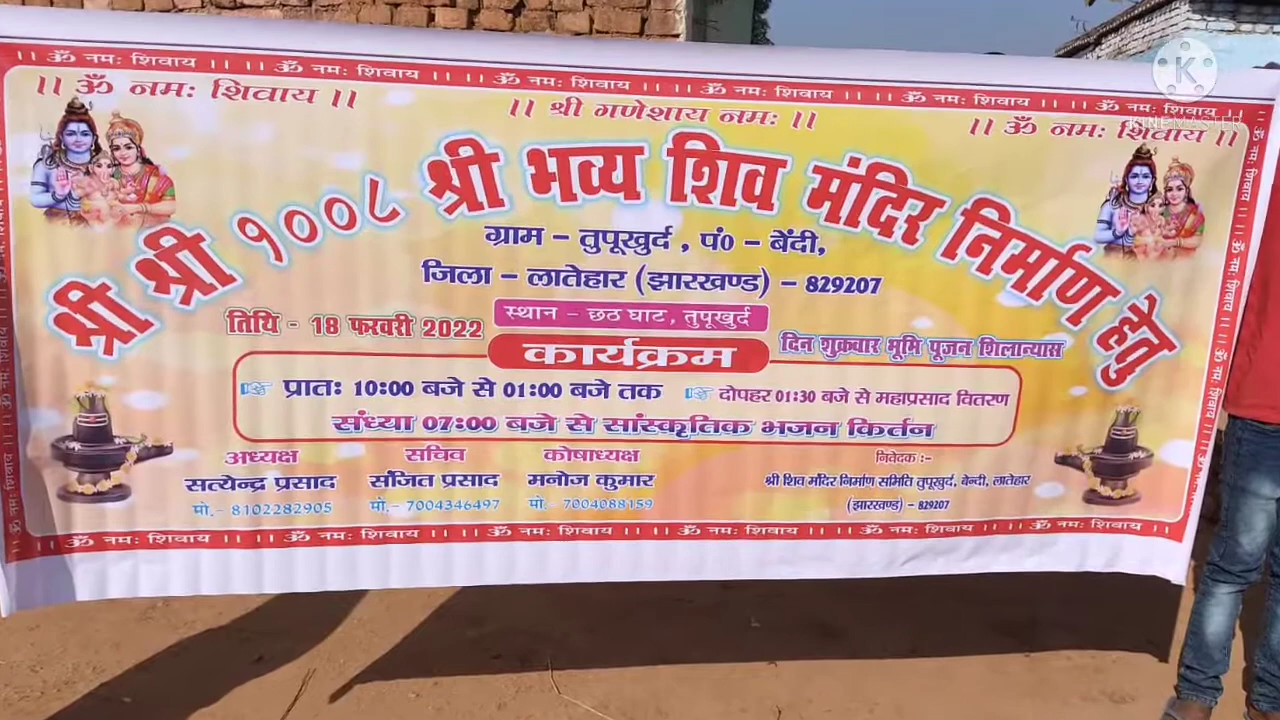 ।। ॐ नमः शिवाय ।। ।। ॐ नमः शिवाय ।। ।। ॐ नमः शिवाय ।। ।। ॐ नमः शिवाय ।। ।। ॐ नमः शिवाय ।। ।। ॐ नमः शिवाय ।।
।। ॐ नमः शिवाय ।।
।। श्री गणेशाय नमः ।।
।। ॐ नमः शिवाय ।।
K
KINEMASTER
श्री श्री १००८ श्री भव्य शिव मंदिर निर्माण हेतु
ग्राम – तुपूखुर्द , पं0 – बेंदी,
जिला – लातेहार (झारखण्ड) – 829207
स्थान – छठ घाट, तुपूखुर्द
तिथि - 18 फरवरी 2022
दिन शुक्रवार भूमि पूजन शिलान्यास
कार्यक्रम
प्रातः 10:00 बजे से 01:00 बजे तक
दोपहर 01:30 बजे से महाप्रसाद वितरण
संध्या 07:00 बजे से सांस्कृतिक भजन किर्तन
अध्यक्ष
सत्येन्द्र प्रसाद
मो.- 8102282905
सचिव
संजित प्रसाद
मो.- 7004346497
कोषाध्यक्ष
मनोज कुमार
मो.- 7004088159
निवेदक :-
श्री शिव मंदिर निर्माण समिति तुपूखुर्द, बेन्दी, लातेहार
(झारखण्ड) - 829207
ॐ नमः शिवाय ।। ।। ॐ नमः शिवाय ।। ।। ॐ नमः शिवाय ।। ।। ॐ नमः शिवाय ।। ।। ॐ नमः शिवाय ।। ।। ॐ नमः शिवाय